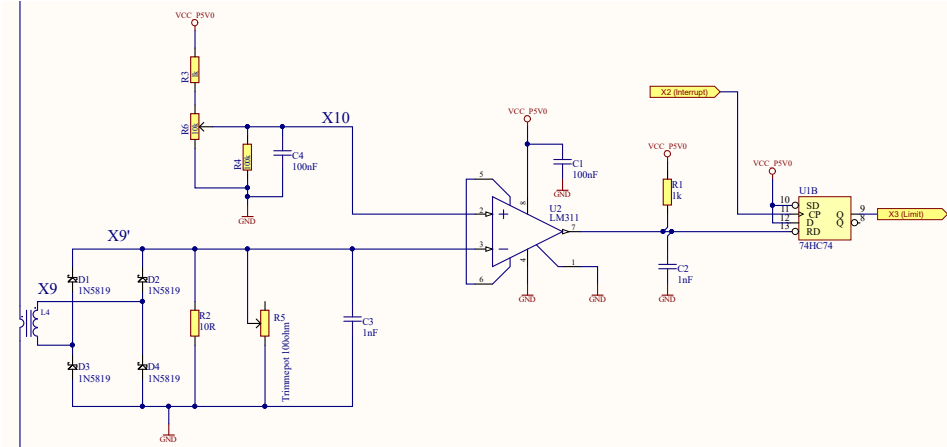 VCC_P5V0
R3
1k
R6
10k
X10
R4
100k
C4
100nF
VCC_P5V0
C1
100nF
GND
X2 (Interrupt)
VCC_P5V0
R1
1k
VCC_P5V0
U1B
10
SD
11
CP
Q
9
12
D
Q
8
13
RD
74HC74
X3 (Limit)
GND
5
8
U2
LM311
2
+
7
3
−
6
4
1
GND
GND
C2
1nF
GND
X9'
D1
1N5819
D2
1N5819
X9
L4
R2
10R
R5
Trimmepot 100ohm
C3
1nF
D3
1N5819
D4
1N5819
GND